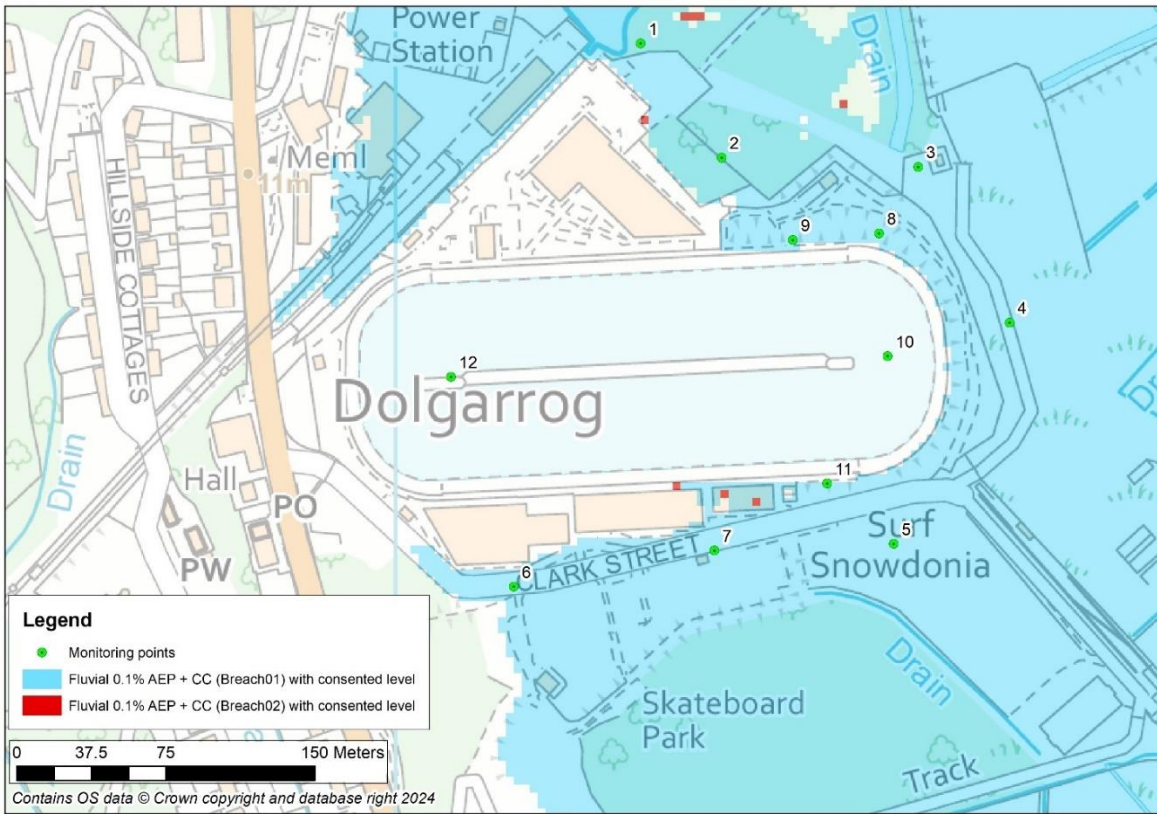 Power
Station
1
Drain
2
3
Meml
11m
HILLSIDE COTTAGES
9
8
4
10
12
Dolgarrog
Drain
Hall
11
PO
7
5
Surf
Snowdonia
PW
6
CLARK STREET
Drain
Skateboard
Park
Track
Legend
Monitoring points
Fluvial 0.1% AEP + CC (Breach01) with consented level
Fluvial 0.1% AEP + CC (Breach02) with consented level
0 37.5 75 150 Meters
Contains OS data © Crown copyright and database right 2024